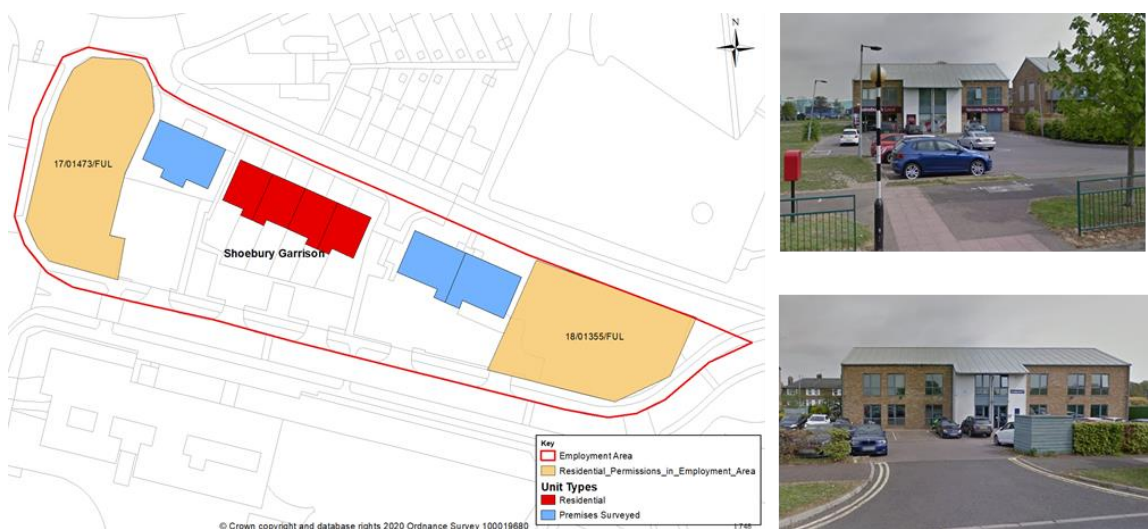 N
17/01473/FUL
Shoebury Garrison
18/01355/FUL
Key
Employment Area
Residential_Permissions_in_Employment_Area
Unit Types
Residential
Premises Surveyed
© Crown copyright and database rights 2020 Ordnance Survey 100019680